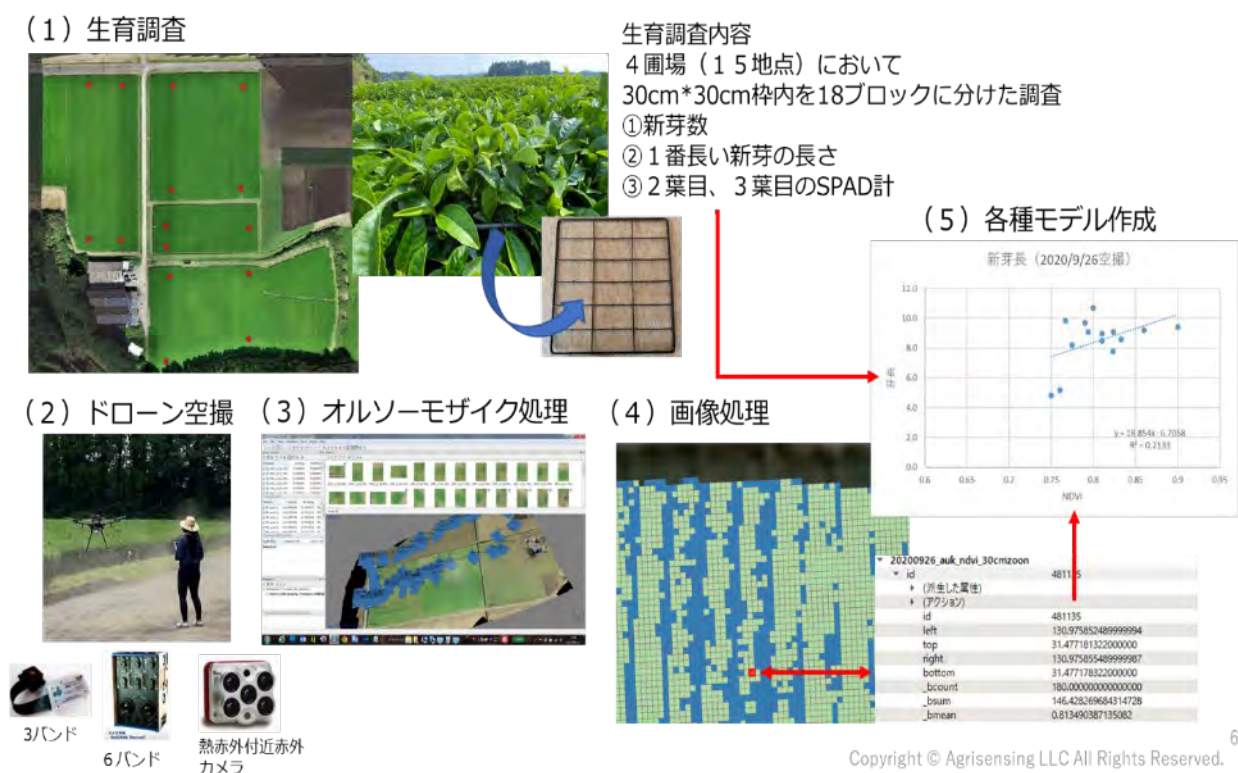 （１）生育調査
生育調査内容
４圃場（１５地点）において
30cm*30cm枠内を18ブロックに分けた調査
①新芽数
②１番長い新芽の長さ
③２葉目、３葉目のSPAD計
（５）各種モデル作成
新芽長（2020/9/26空撮）
12.0
10.0
8.0
6.0
4.0
2.0
0.0
芽長
y = 18.854x - 6.7058
R² = 0.2133
0.6 0.65 0.7 0.75 0.8 0.85 0.9 0.95
NDVI
（２）ドローン空撮
（３）オルソーモザイク処理
（４）画像処理
20200926_auk_ndvi_30cmzoon
id 481135
(派生した属性)
(アクション)
id 481135
left 130.975852489999994
top 31.477181322000000
right 130.975855489999987
bottom 31.477178322000000
_bcount 180.000000000000000
_bsum 146.428269684314728
_bmean 0.813490387135082
3バンド
6バンド
熱赤外付近赤外
カメラ
6
Copyright © Agrisensing LLC All Rights Reserved.